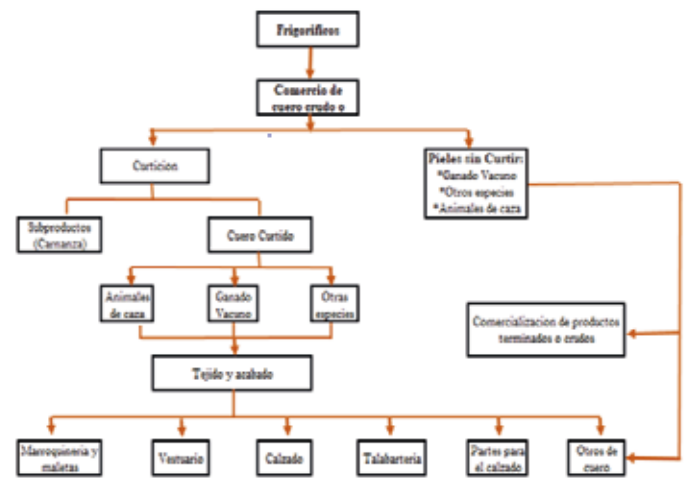 Frigoríficos
Comercio de
cuero crudo o
Curtición
Pieles sin Curtir:
*Ganado Vacuno
*Otros especies
*Animales de caza
Subproductos
(Carnanza)
Cuero Curtido
Animales
de caza
Ganado
Vacuno
Otras
especies
Comercializacion de productos
terminados o crudos
Tejido y acabado
Marroquineria y
maletas
Vestuario
Calzado
Talabarteria
Partes para
el calzado
Otros de
cuero